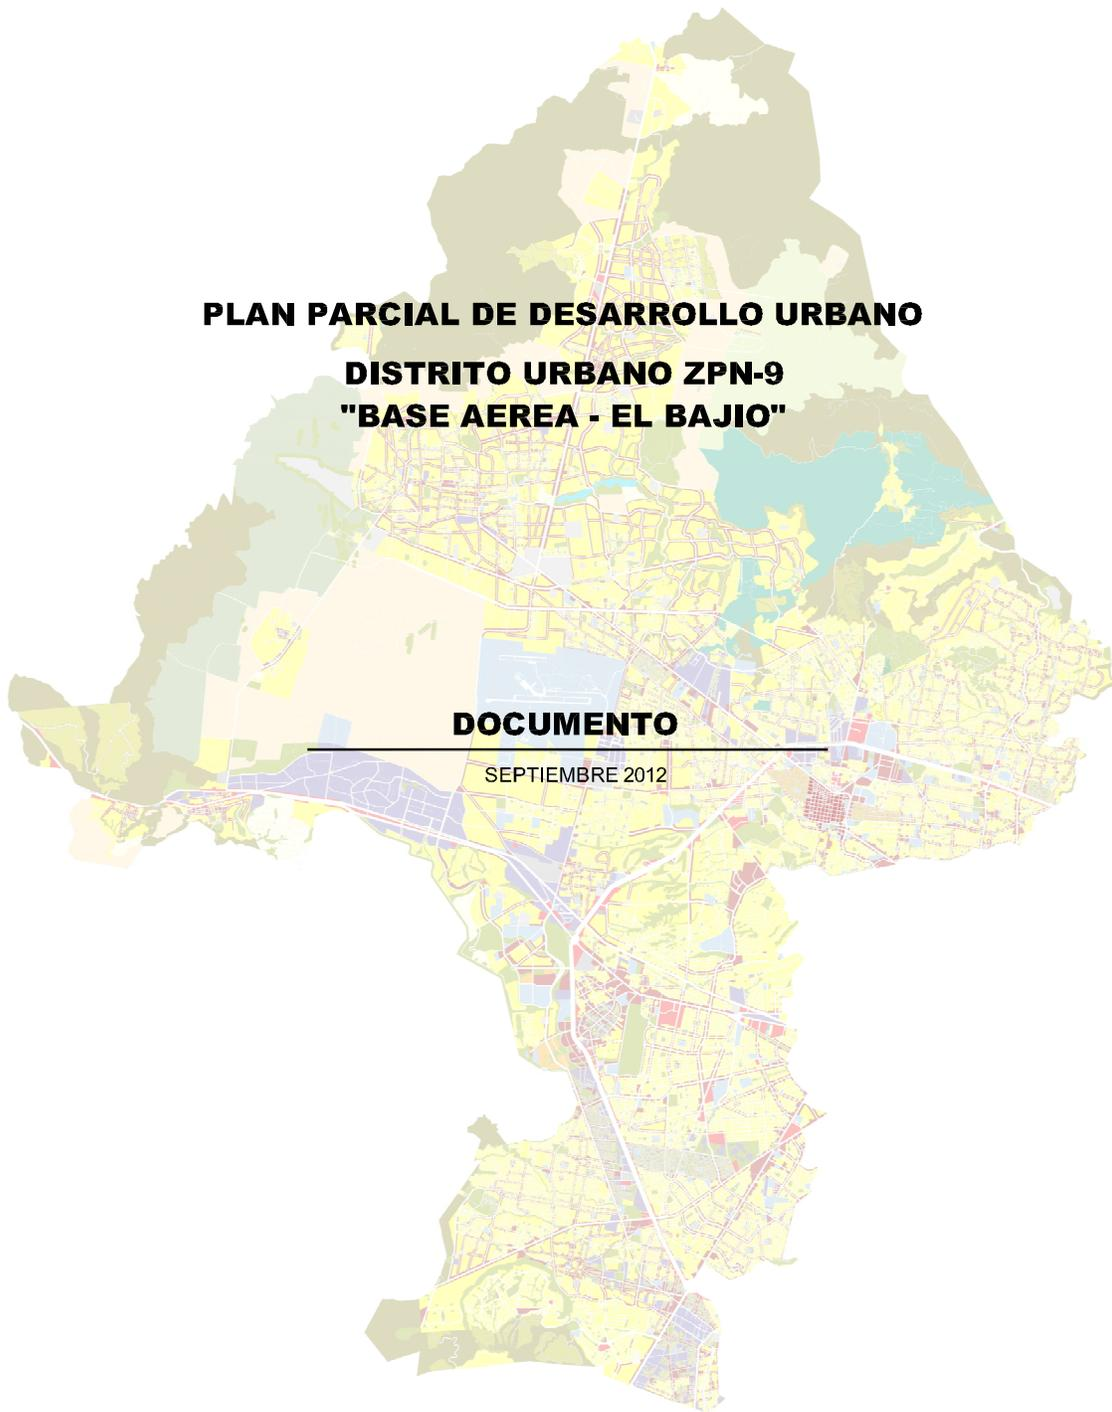 PLAN PARCIAL DE DESARROLLO URBANO
DISTRITO URBANO ZPN-9
"BASE AEREA - EL BAJIO"
DOCUMENTO
SEPTIEMBRE 2012